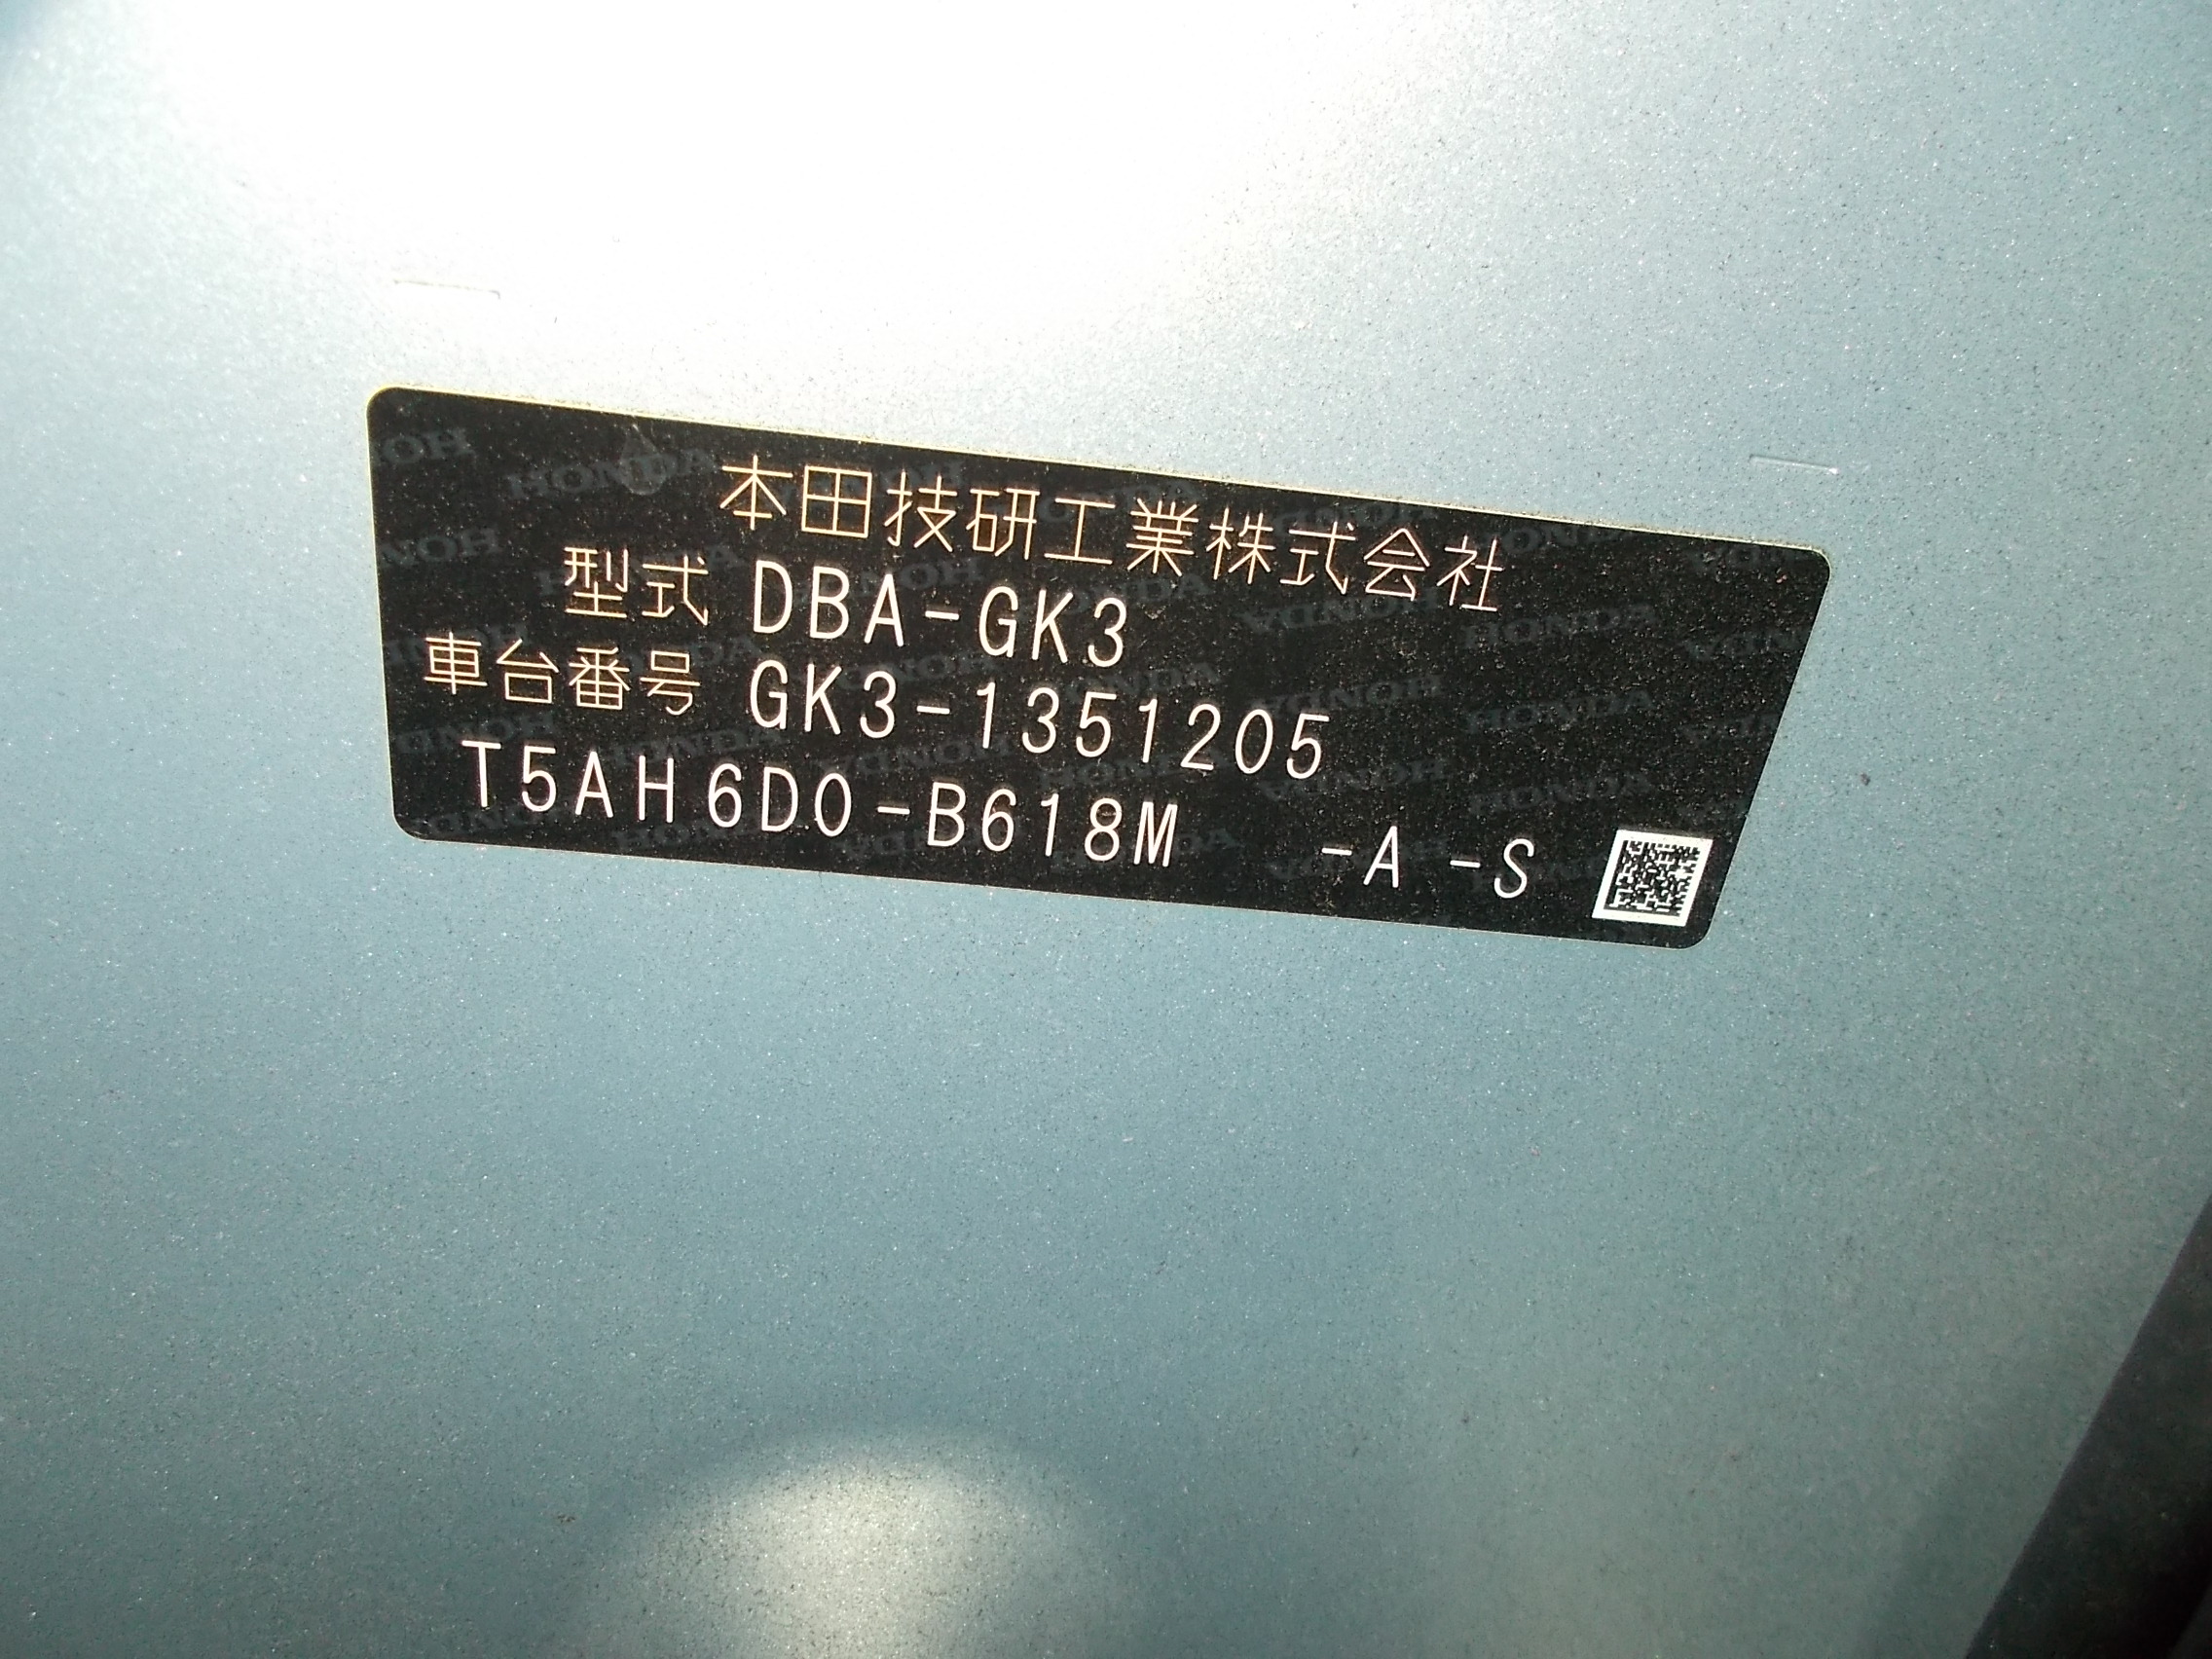 本田技研工業株式会社
型式 DBA-GK3
車台番号 GK3-1351205
T5AH6D0-B618M -A -S